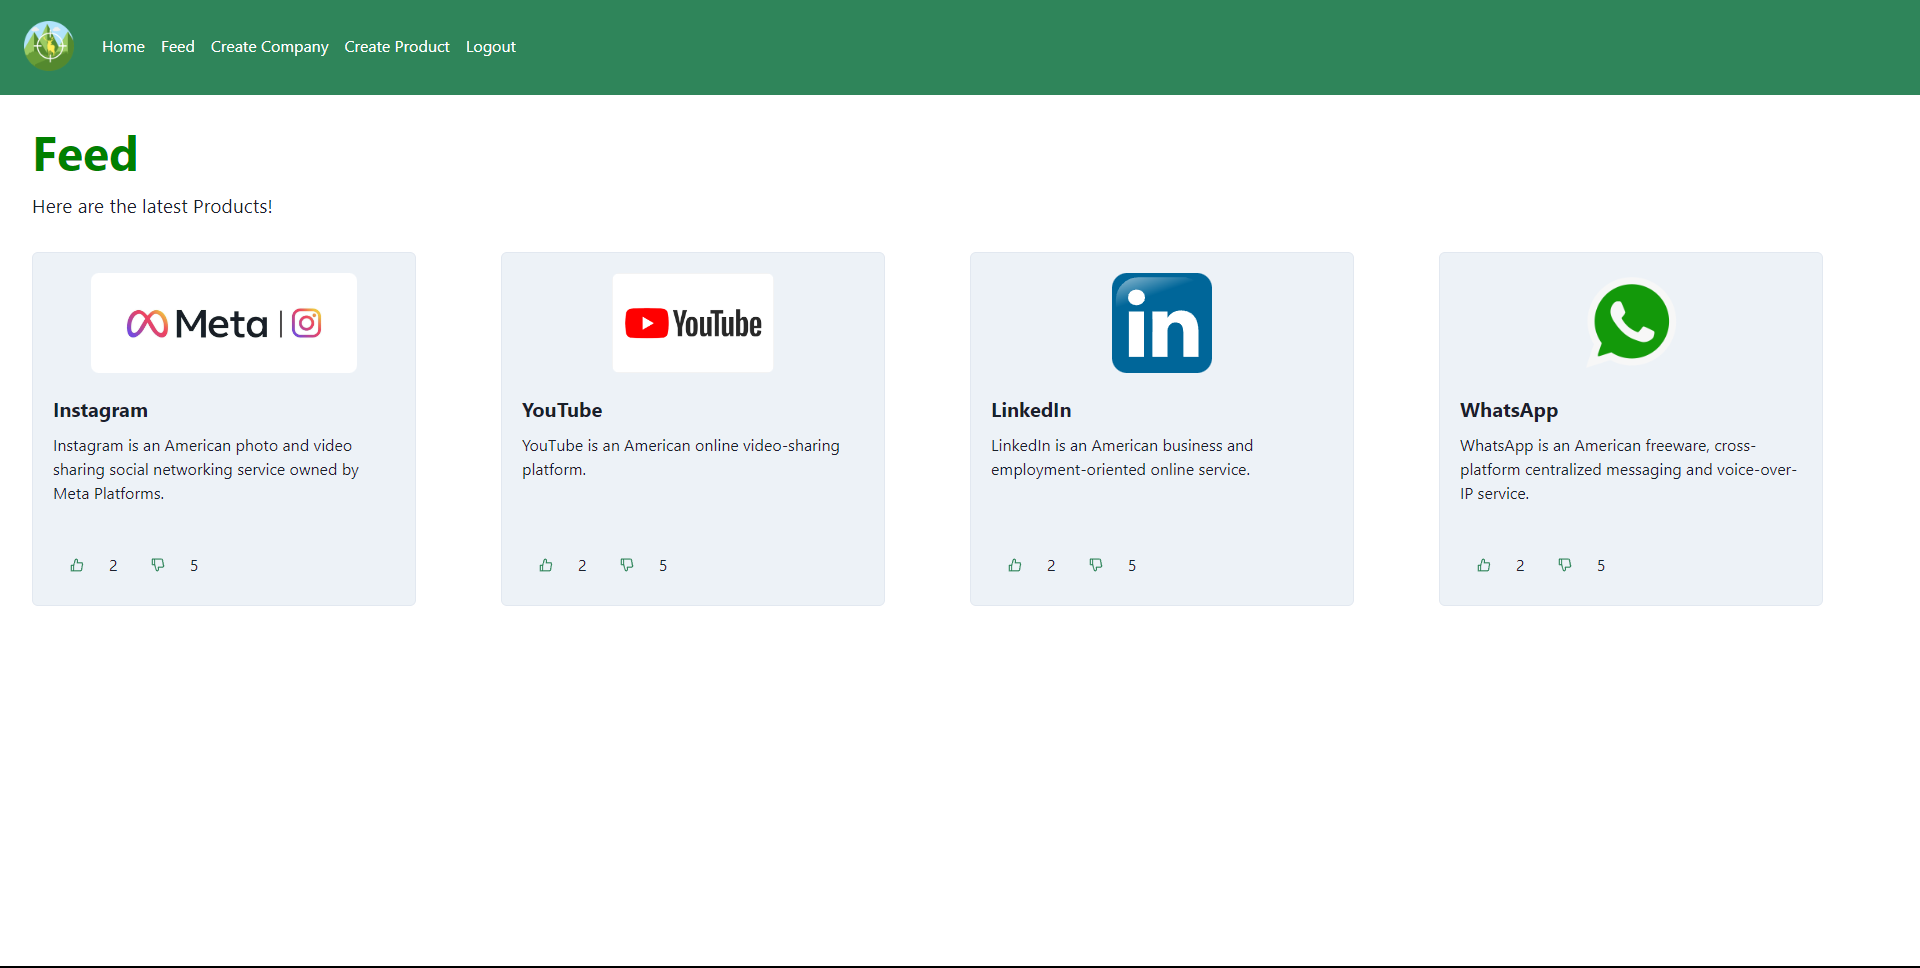 Home Feed Create Company Create Product Logout
Feed
Here are the latest Products!
Meta
Instagram
Instagram is an American photo and video
sharing social networking service owned by
Meta Platforms.
2 5
YouTube
YouTube
YouTube is an American online video-sharing
platform.
2 5
in
LinkedIn
LinkedIn is an American business and
employment-oriented online service.
2 5
WhatsApp
WhatsApp is an American freeware, cross-
platform centralized messaging and voice-over-
IP service.
2 5